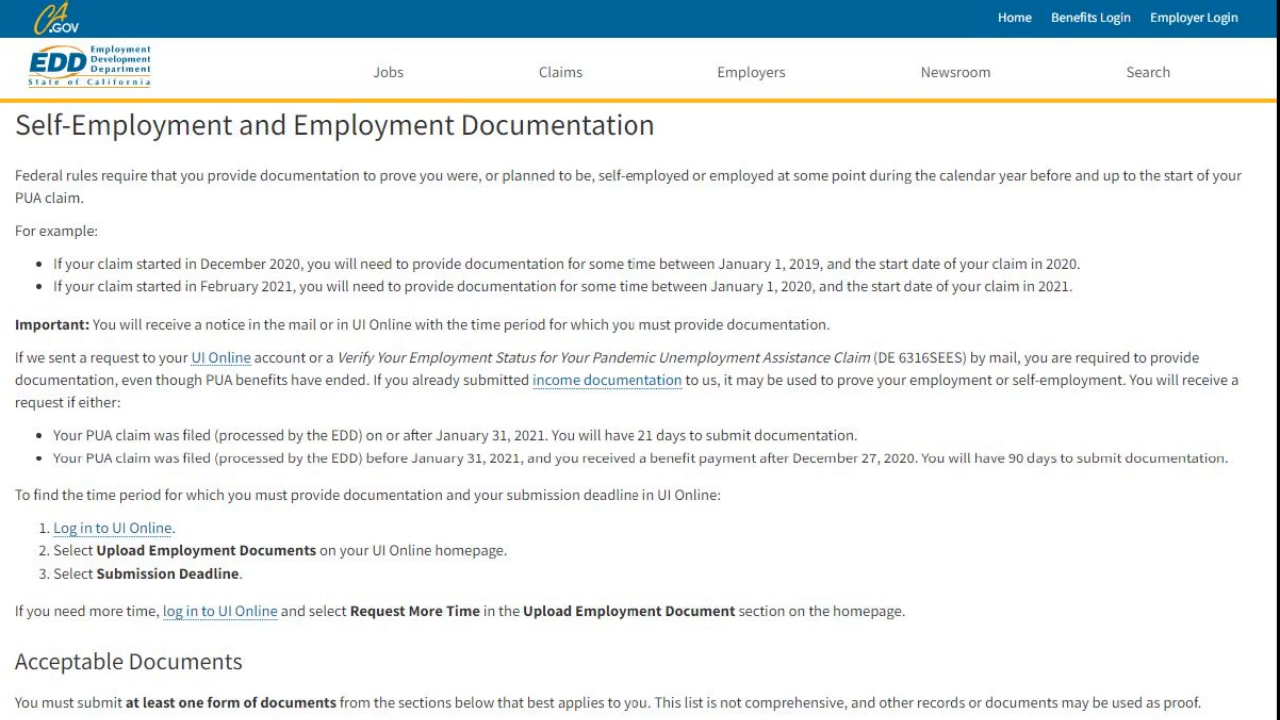 CA.GOV
Home Benefits Login Employer Login
EDD Employment
Development
Department
State of California
Jobs Claims Employers Newsroom Search
Self-Employment and Employment Documentation
Federal rules require that you provide documentation to prove you were, or planned to be, self-employed or employed at some point during the calendar year before and up to the start of your
PUA claim.
For example:
• If your claim started in December 2020, you will need to provide documentation for some time between January 1, 2019, and the start date of your claim in 2020.
• If your claim started in February 2021, you will need to provide documentation for some time between January 1, 2020, and the start date of your claim in 2021.
Important: You will receive a notice in the mail or in UI Online with the time period for which you must provide documentation.
If we sent a request to your UI Online account or a Verify Your Employment Status for Your Pandemic Unemployment Assistance Claim (DE 6316SEES) by mail, you are required to provide
documentation, even though PUA benefits have ended. If you already submitted income documentation to us, it may be used to prove your employment or self-employment. You will receive a
request if either:
• Your PUA claim was filed (processed by the EDD) on or after January 31, 2021. You will have 21 days to submit documentation.
• Your PUA claim was filed (processed by the EDD) before January 31, 2021, and you received a benefit payment after December 27, 2020. You will have 90 days to submit documentation.
To find the time period for which you must provide documentation and your submission deadline in UI Online:
1. Log in to UI Online.
2. Select Upload Employment Documents on your UI Online homepage.
3. Select Submission Deadline.
If you need more time, log in to UI Online and select Request More Time in the Upload Employment Document section on the homepage.
Acceptable Documents
You must submit at least one form of documents from the sections below that best applies to you. This list is not comprehensive, and other records or documents may be used as proof.